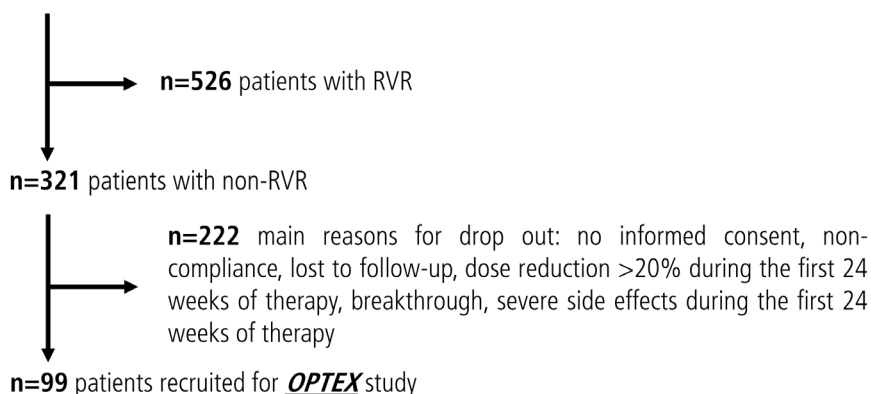 n=526 patients with RVR
n=321 patients with non-RVR
n=222 main reasons for drop out: no informed consent, non-
compliance, lost to follow-up, dose reduction >20% during the first 24
weeks of therapy, breakthrough, severe side effects during the first 24
weeks of therapy
n=99 patients recruited for OPTEX study